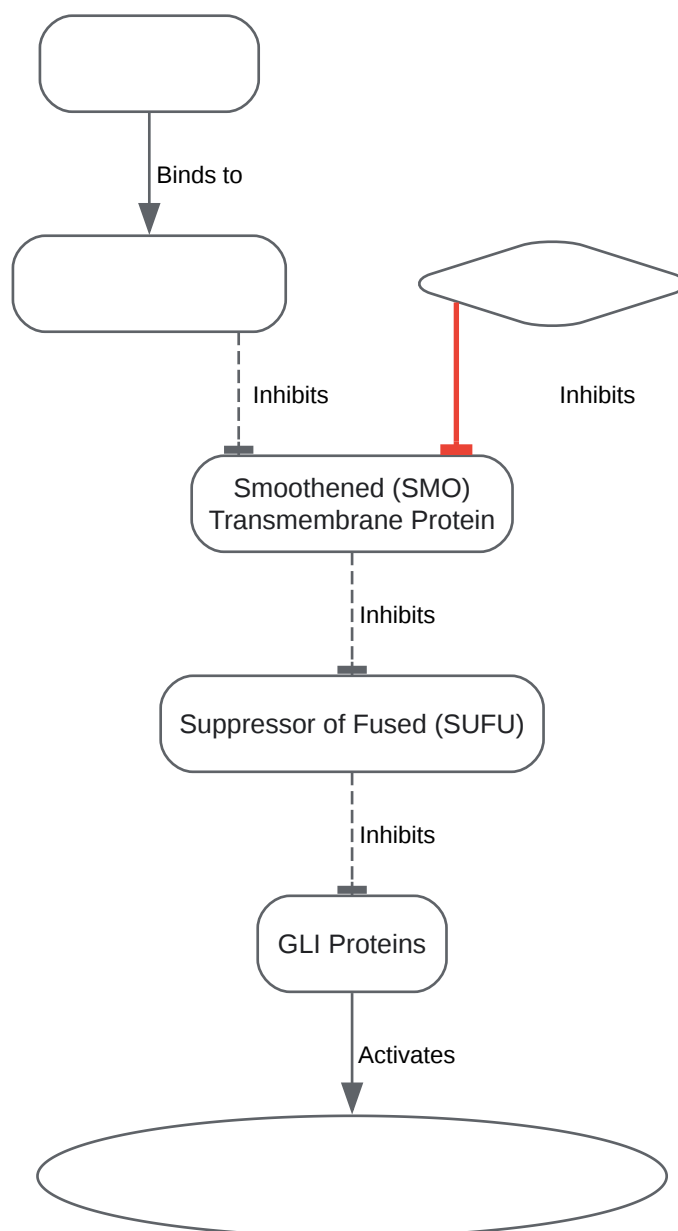 Binds to
Inhibits
Inhibits
Smoothened (SMO)
Transmembrane Protein
Inhibits
Suppressor of Fused (SUFU)
Inhibits
GLI Proteins
Activates